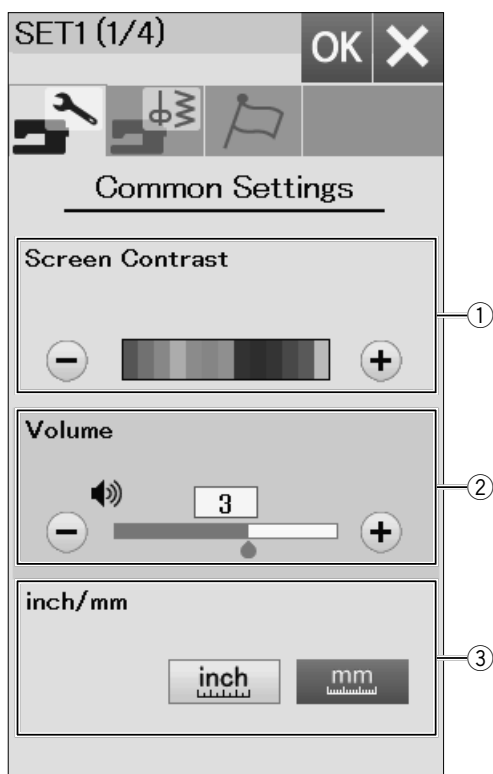 SET1 (1/4)
OK
Common Settings
Screen Contrast
①
Volume
3
②
inch/mm
inch
mm
③